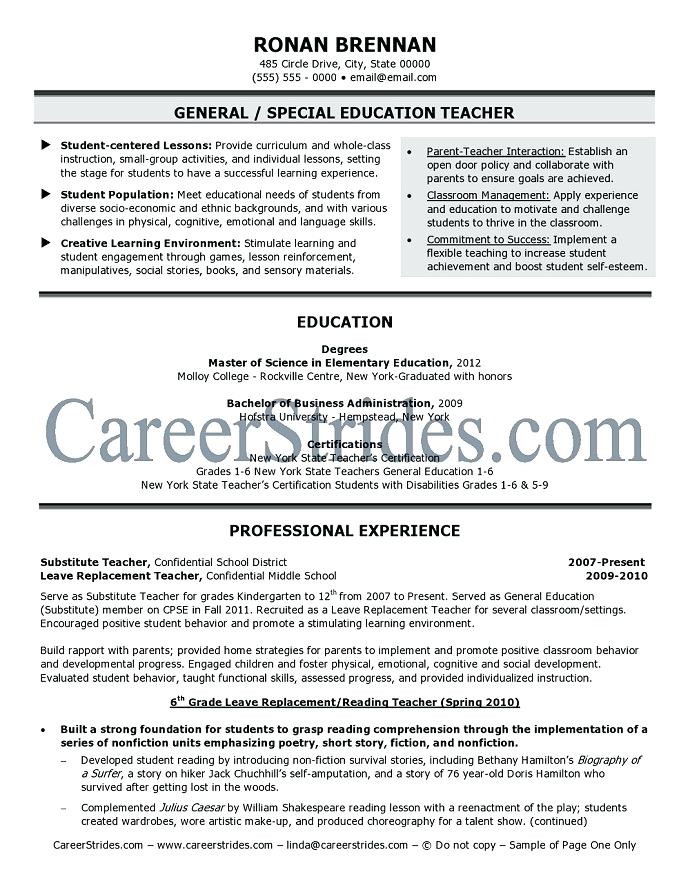 RONAN BRENNAN
485 Circle Drive, City, State 00000
(555) 555 - 0000 • email@email.com
GENERAL / SPECIAL EDUCATION TEACHER
Student-centered Lessons: Provide curriculum and whole-class
instruction, small-group activities, and individual lessons, setting
the stage for students to have a successful learning experience.
Student Population: Meet educational needs of students from
diverse socio-economic and ethnic backgrounds, and with various
challenges in physical, cognitive, emotional and language skills.
Creative Learning Environment: Stimulate learning and
student engagement through games, lesson reinforcement,
manipulatives, social stories, books, and sensory materials.
• Parent-Teacher Interaction: Establish an
open door policy and collaborate with
parents to ensure goals are achieved.
• Classroom Management: Apply experience
and education to motivate and challenge
students to thrive in the classroom.
• Commitment to Success: Implement a
flexible teaching to increase student
achievement and boost student self-esteem.
EDUCATION
Degrees
Master of Science in Elementary Education, 2012
Molloy College - Rockville Centre, New York-Graduated with honors
Bachelor of Business Administration, 2009
Hofstra University - Hempstead, New York
CareerStrides.com
Certifications
New York State Teacher's Certification
Grades 1-6 New York State Teachers General Education 1-6
New York State Teacher's Certification Students with Disabilities Grades 1-6 & 5-9
PROFESSIONAL EXPERIENCE
Substitute Teacher, Confidential School District 2007-Present
Leave Replacement Teacher, Confidential Middle School 2009-2010
Serve as Substitute Teacher for grades Kindergarten to 12th from 2007 to Present. Served as General Education
(Substitute) member on CPSE in Fall 2011. Recruited as a Leave Replacement Teacher for several classroom/settings.
Encouraged positive student behavior and promote a stimulating learning environment.
Build rapport with parents; provided home strategies for parents to implement and promote positive classroom behavior
and developmental progress. Engaged children and foster physical, emotional, cognitive and social development.
Evaluated student behavior, taught functional skills, assessed progress, and provided individualized instruction.
6th Grade Leave Replacement/Reading Teacher (Spring 2010)
• Built a strong foundation for students to grasp reading comprehension through the implementation of a
series of nonfiction units emphasizing poetry, short story, fiction, and nonfiction.
– Developed student reading by introducing non-fiction survival stories, including Bethany Hamilton's Biography of
a Surfer, a story on hiker Jack Chuchhill's self-amputation, and a story of 76 year-old Doris Hamilton who
survived after getting lost in the woods.
– Complemented Julius Caesar by William Shakespeare reading lesson with a reenactment of the play; students
created wardrobes, wore artistic make-up, and produced choreography for a talent show. (continued)
CareerStrides.com – www.careerstrides.com – linda@careerstrides.com – © Do not copy – Sample of Page One Only